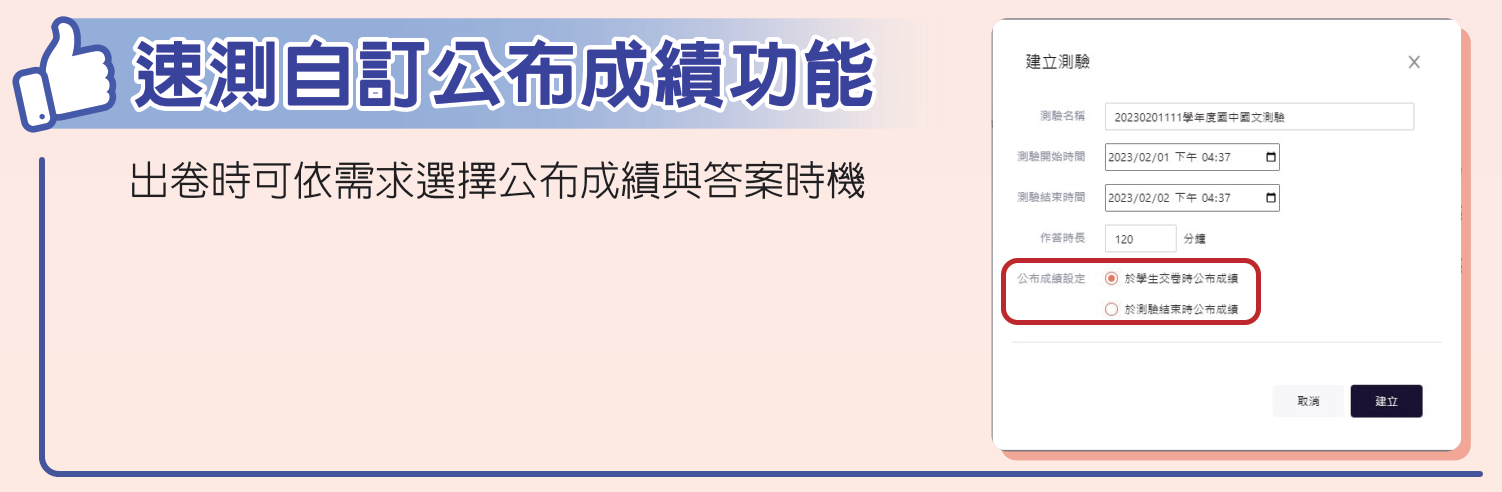 速測自訂公布成績功能
出卷時可依需求選擇公布成績與答案時機
建立測驗 X
測驗名稱 20230201111學年度國中國文測驗
測驗開始時間 2023/02/01 下午 04:37
測驗結束時間 2023/02/02 下午 04:37
作答時長 120 分鐘
公布成績設定 於學生交卷時公布成績
於測驗結束時公布成績
取消 建立